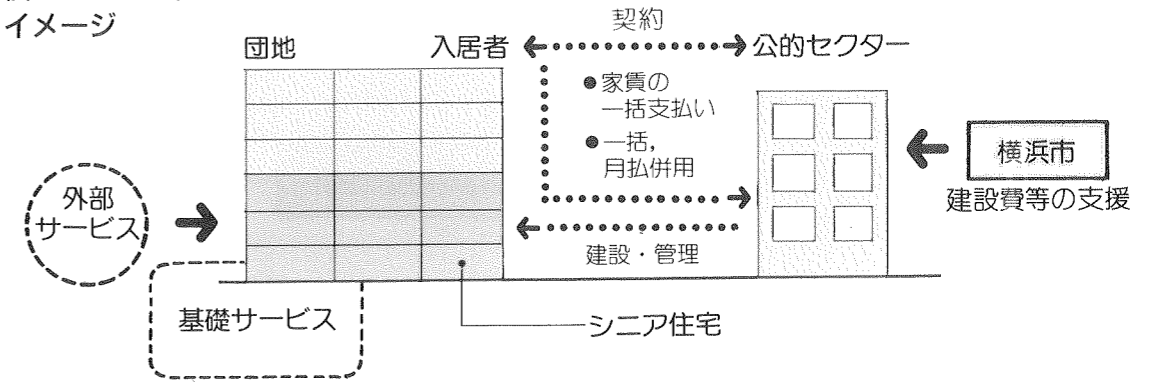 イメージ
契約
団地
入居者
公的セクター
●家賃の
一括支払い
●一括,
月払併用
横浜市
建設費等の支援
外部
サービス
建設・管理
基礎サービス
シニア住宅